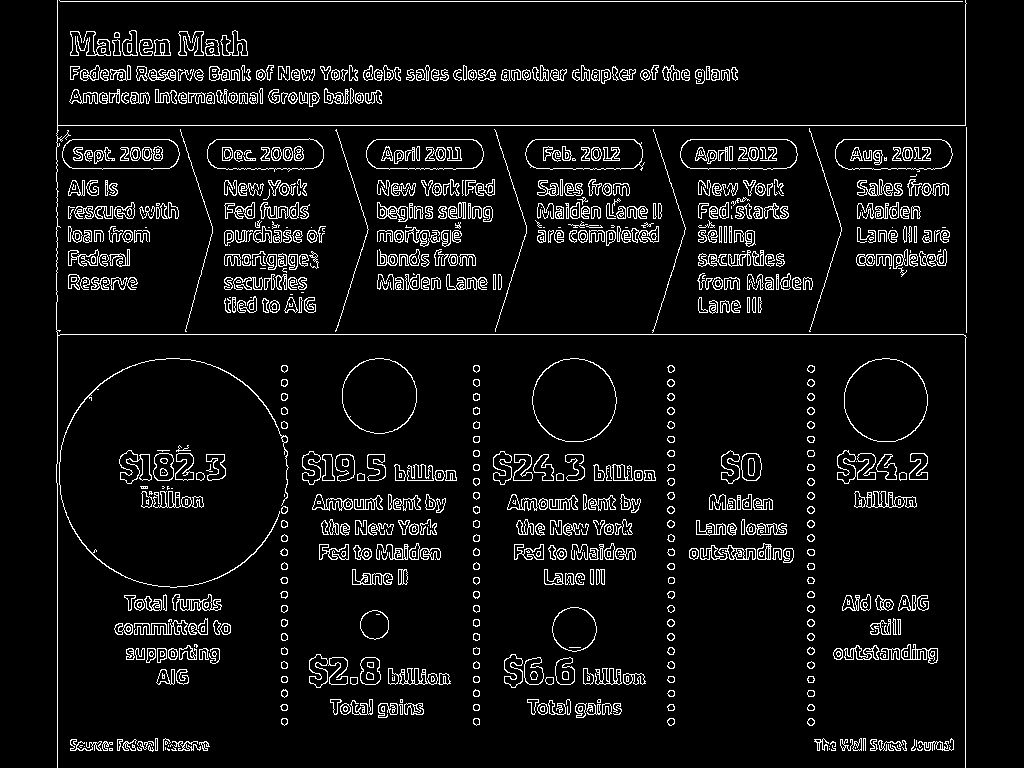 Maiden Math
Federal Reserve Bank of New York debt sales close another chapter of the giant
American International Group bailout
Sept. 2008
AIG is
rescued with
loan from
Federal
Reserve
Dec. 2008
New York
Fed funds
purchase of
mortgage
securities
tied to AIG
April 2011
New York Fed
begins selling
mortgage
bonds from
Maiden Lane II
Feb. 2012
Sales from
Maiden Lane II
are completed
April 2012
New York
Fed starts
selling
securities
from Maiden
Lane III
Aug. 2012
Sales from
Maiden
Lane III are
completed
$182.3
billion
Total funds
committed to
supporting
AIG
$19.5 billion
Amount lent by
the New York
Fed to Maiden
Lane II
$2.8 billion
Total gains
$24.3 billion
Amount lent by
the New York
Fed to Maiden
Lane III
$6.6 billion
Total gains
$0
Maiden
Lane loans
outstanding
$24.2
billion
Aid to AIG
still
outstanding
Source: Federal Reserve
The Wall Street Journal